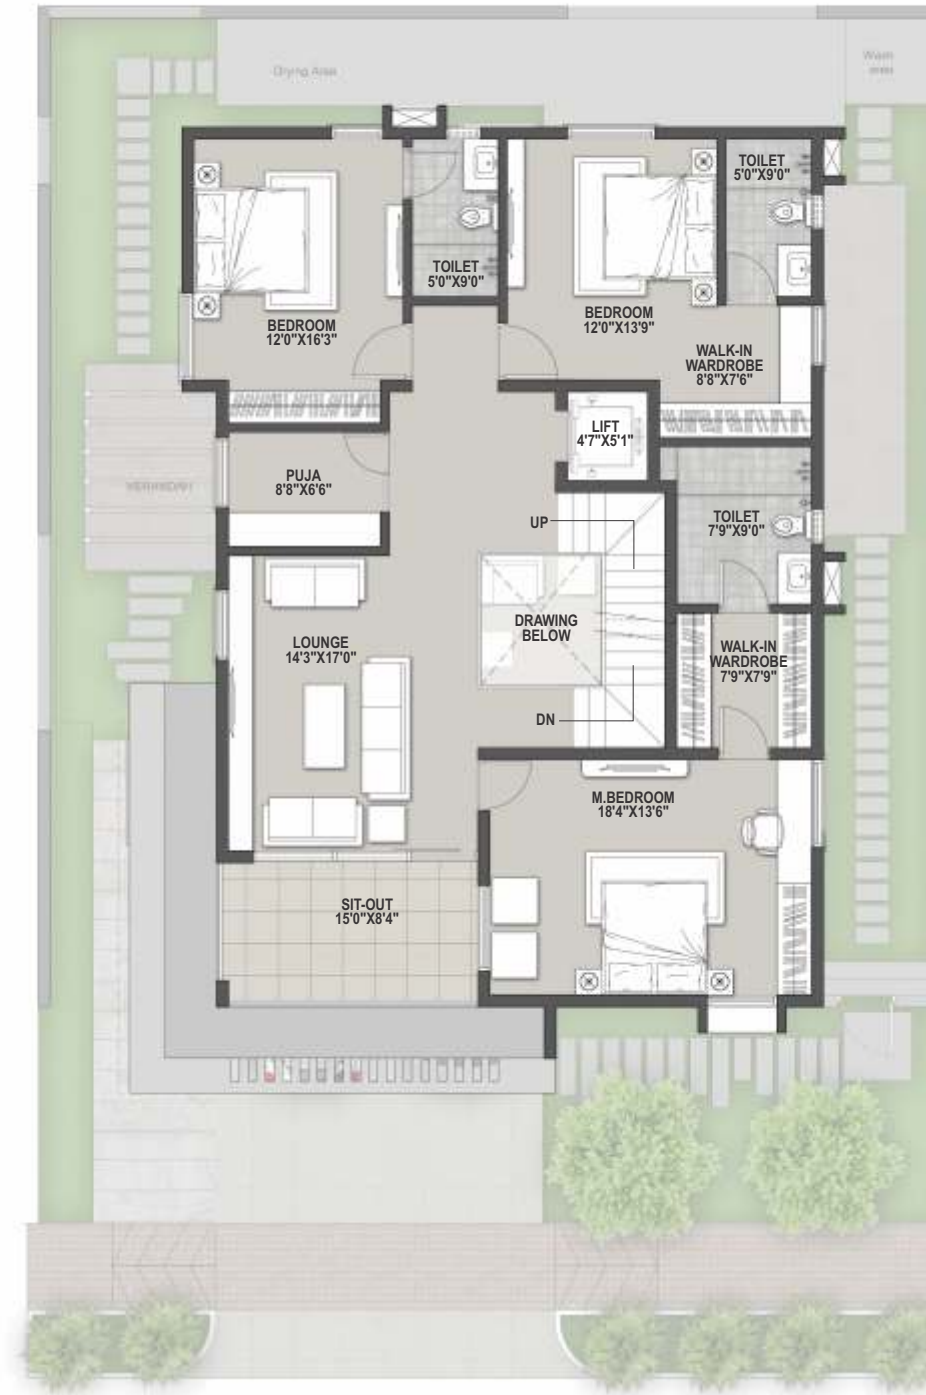 Drying Area
Wash
area
TOILET
5'0"X9'0"
TOILET
5'0"X9'0"
BEDROOM
12'0"X16'3"
BEDROOM
12'0"X13'9"
WALK-IN
WARDROBE
8'8"X7'6"
LIFT
4'7"X5'1"
PUJA
8'8"X6'6"
VERANDAH
UP
TOILET
7'9"X9'0"
DRAWING
BELOW
LOUNGE
14'3"X17'0"
WALK-IN
WARDROBE
7'9"X7'9"
DN
M.BEDROOM
18'4"X13'6"
SIT-OUT
15'0"X8'4"